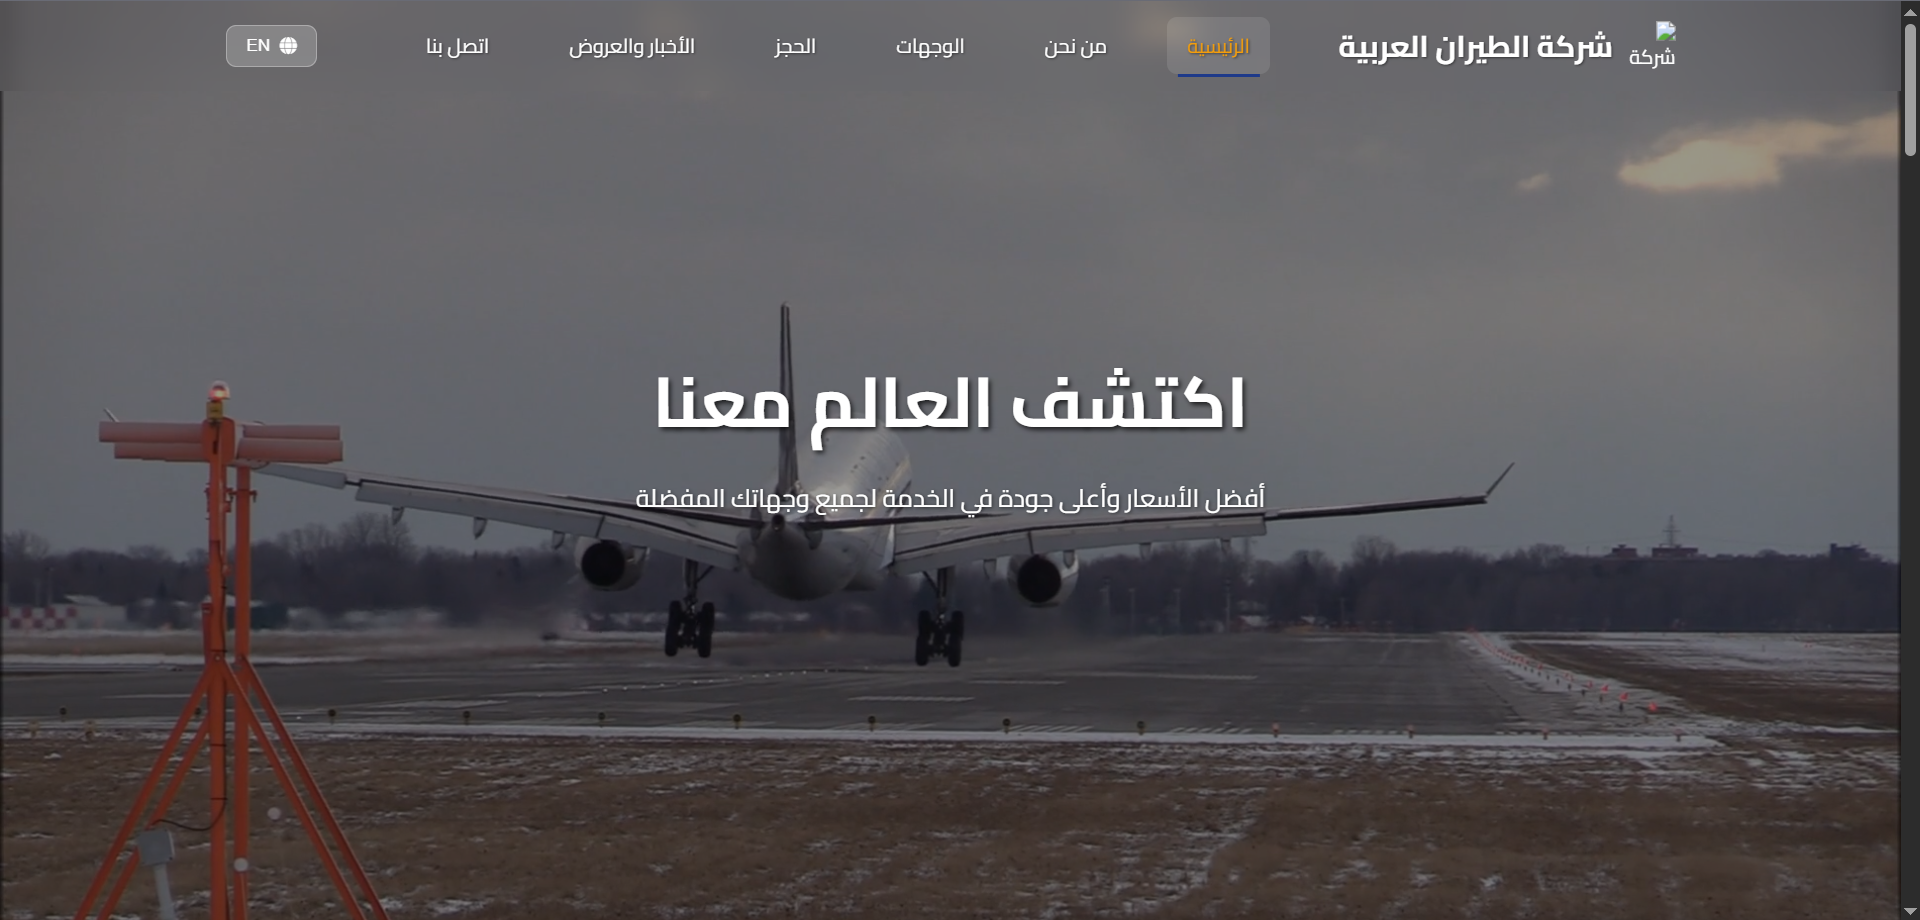 شركة
شركة الطيران العربية
الرئيسية
من نحن
الوجهات
الحجز
الأخبار والعروض
اتصل بنا
EN
اكتشف العالم معنا
أفضل الأسعار وأعلى جودة في الخدمة لجميع وجهاتك المفضلة